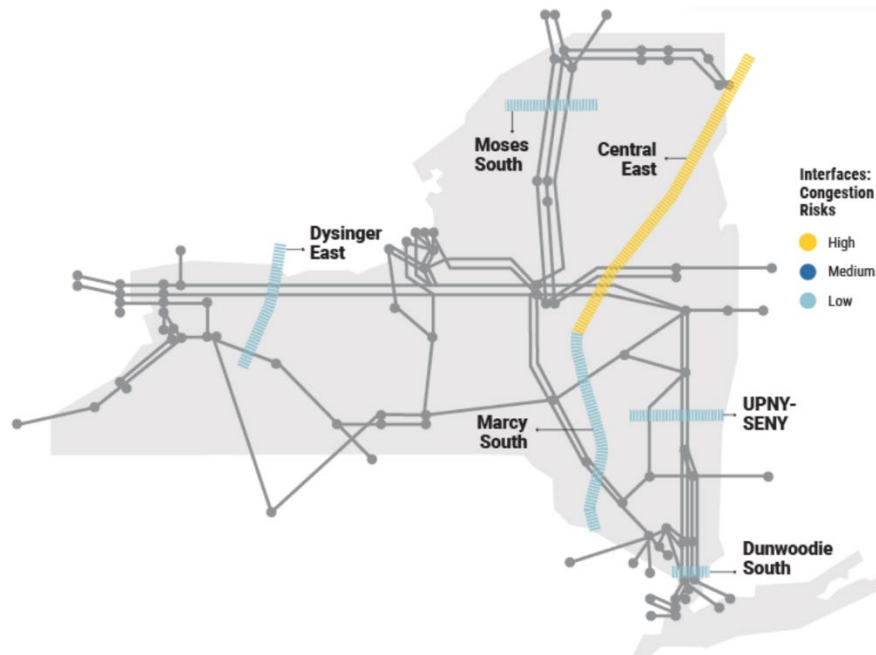 Moses
South
Central
East
Interfaces:
Congestion
Risks
High
Medium
Low
Dysinger
East
Marcy
South
UPNY-
SENY
Dunwoodie
South